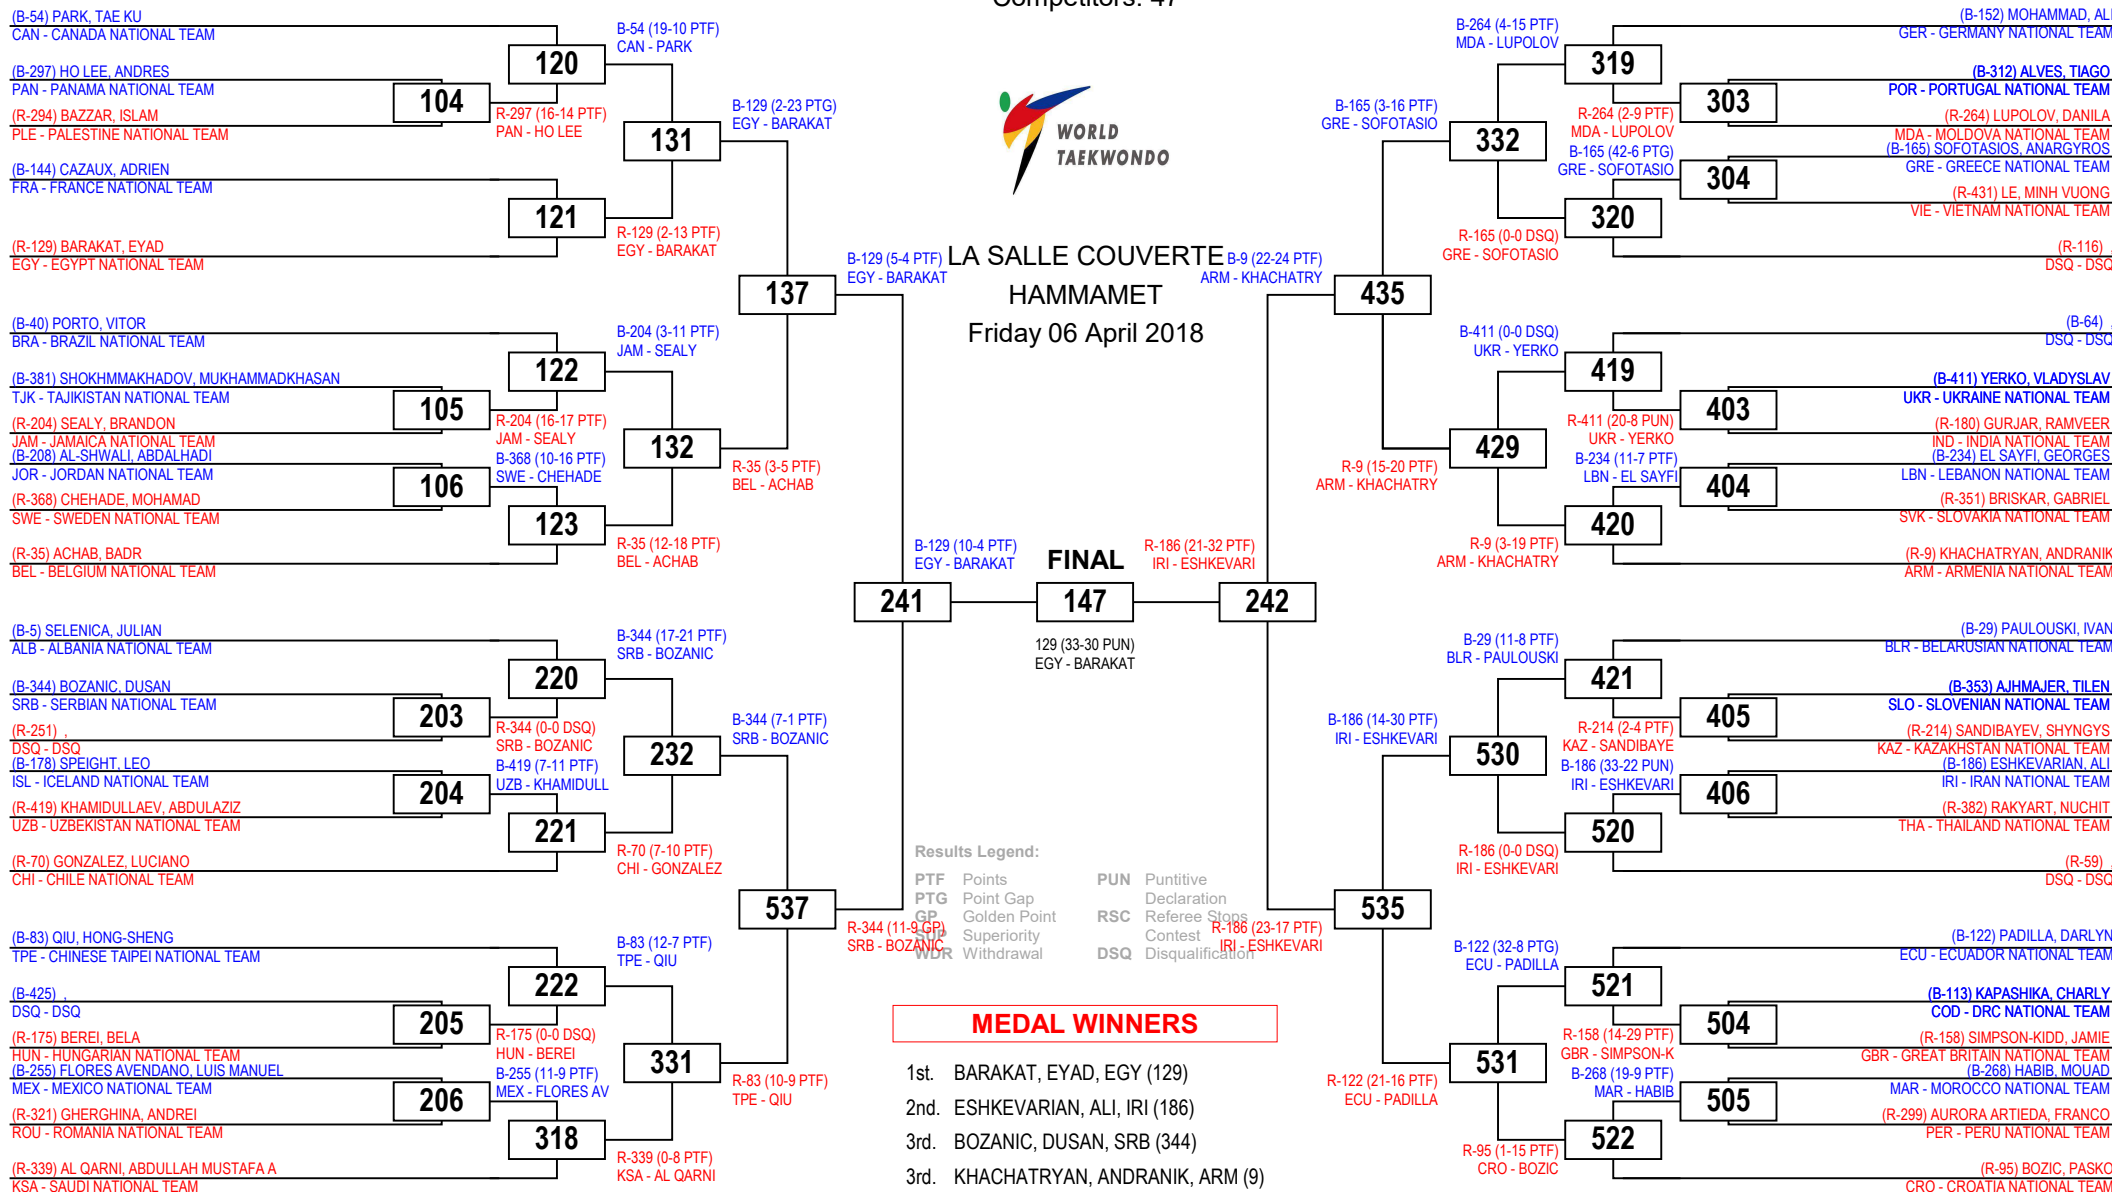 Competitors: 47
(B-54) PARK, TAE KU
CAN - CANADA NATIONAL TEAM
(B-297) HO LEE, ANDRES
PAN - PANAMA NATIONAL TEAM
(R-294) BAZZAR, ISLAM
PLE - PALESTINE NATIONAL TEAM
(B-144) CAZAUX, ADRIEN
FRA - FRANCE NATIONAL TEAM
(R-129) BARAKAT, EYAD
EGY - EGYPT NATIONAL TEAM
(B-40) PORTO, VITOR
BRA - BRAZIL NATIONAL TEAM
(B-381) SHOKHMMAKHADOV, MUKHAMMADKHASAN
TJK - TAJIKISTAN NATIONAL TEAM
(R-204) SEALY, BRANDON
JAM - JAMAICA NATIONAL TEAM
(B-208) AL-SHWALI, ABDALHADI
JOR - JORDAN NATIONAL TEAM
(R-368) CHEHADE, MOHAMAD
SWE - SWEDEN NATIONAL TEAM
(R-35) ACHAB, BADR
BEL - BELGIUM NATIONAL TEAM
(B-5) SELENICA, JULIAN
ALB - ALBANIA NATIONAL TEAM
(B-344) BOZANIC, DUSAN
SRB - SERBIAN NATIONAL TEAM
(R-251) ,
DSQ - DSQ
(B-178) SPEIGHT, LEO
ISL - ICELAND NATIONAL TEAM
(R-419) KHAMIDULLAEV, ABDULAZIZ
UZB - UZBEKISTAN NATIONAL TEAM
(R-70) GONZALEZ, LUCIANO
CHI - CHILE NATIONAL TEAM
(B-83) QIU, HONG-SHENG
TPE - CHINESE TAIPEI NATIONAL TEAM
(B-425) ,
DSQ - DSQ
(R-175) BEREI, BELA
HUN - HUNGARIAN NATIONAL TEAM
(B-255) FLORES AVENDANO, LUIS MANUEL
MEX - MEXICO NATIONAL TEAM
(R-321) GHERGHINA, ANDREI
ROU - ROMANIA NATIONAL TEAM
(R-339) AL QARNI, ABDULLAH MUSTAFA A
KSA - SAUDI NATIONAL TEAM
104
105
106
203
204
205
206
120
R-297 (16-14 PTF)
PAN - HO LEE
121
122
R-204 (16-17 PTF)
JAM - SEALY
B-368 (10-16 PTF)
SWE - CHEHADE
123
220
R-344 (0-0 DSQ)
SRB - BOZANIC
B-419 (7-11 PTF)
UZB - KHAMIDULL
221
222
R-175 (0-0 DSQ)
HUN - BEREI
B-255 (11-9 PTF)
MEX - FLORES AV
318
B-54 (19-10 PTF)
CAN - PARK
131
R-129 (2-13 PTF)
EGY - BARAKAT
B-204 (3-11 PTF)
JAM - SEALY
132
R-35 (12-18 PTF)
BEL - ACHAB
B-344 (17-21 PTF)
SRB - BOZANIC
232
R-70 (7-10 PTF)
CHI - GONZALEZ
B-83 (12-7 PTF)
TPE - QIU
331
R-339 (0-8 PTF)
KSA - AL QARNI
B-129 (2-23 PTG)
EGY - BARAKAT
137
R-35 (3-5 PTF)
BEL - ACHAB
B-344 (7-1 PTF)
SRB - BOZANIC
537
R-83 (10-9 PTF)
TPE - QIU
B-129 (5-4 PTF)
EGY - BARAKAT
241
R-344 (11-9 GP)
SRB - BOZANIC
WORLD
TAEKWONDO
LA SALLE COUVERTE
HAMMAMET
Friday 06 April 2018
B-129 (10-4 PTF)
EGY - BARAKAT
FINAL
147
129 (33-30 PUN)
EGY - BARAKAT
R-186 (21-32 PTF)
IRI - ESHKEVARI
242
Results Legend:
PTF Points
PTG Point Gap
GP Golden Point
SUP Superiority
WDR Withdrawal
PUN Puntitive
Declaration
RSC Referee Stops
Contest
DSQ Disqualification
MEDAL WINNERS
1st. BARAKAT, EYAD, EGY (129)
2nd. ESHKEVARIAN, ALI, IRI (186)
3rd. BOZANIC, DUSAN, SRB (344)
3rd. KHACHATRYAN, ANDRANIK, ARM (9)
B-9 (22-24 PTF)
ARM - KHACHATRY
R-186 (23-17 PTF)
IRI - ESHKEVARI
B-165 (3-16 PTF)
GRE - SOFOTASIO
435
R-9 (15-20 PTF)
ARM - KHACHATRY
B-186 (14-30 PTF)
IRI - ESHKEVARI
535
R-122 (21-16 PTF)
ECU - PADILLA
B-264 (4-15 PTF)
MDA - LUPOLOV
332
R-165 (0-0 DSQ)
GRE - SOFOTASIO
B-411 (0-0 DSQ)
UKR - YERKO
429
R-9 (3-19 PTF)
ARM - KHACHATRY
B-29 (11-8 PTF)
BLR - PAULOUSKI
530
R-186 (0-0 DSQ)
IRI - ESHKEVARI
B-122 (32-8 PTG)
ECU - PADILLA
531
R-95 (1-15 PTF)
CRO - BOZIC
319
R-264 (2-9 PTF)
MDA - LUPOLOV
B-165 (42-6 PTG)
GRE - SOFOTASIO
320
419
R-411 (20-8 PUN)
UKR - YERKO
B-234 (11-7 PTF)
LBN - EL SAYFI
420
421
R-214 (2-4 PTF)
KAZ - SANDIBAYE
B-186 (33-22 PUN)
IRI - ESHKEVARI
520
521
R-158 (14-29 PTF)
GBR - SIMPSON-K
B-268 (19-9 PTF)
MAR - HABIB
522
303
304
403
404
405
406
504
505
(B-152) MOHAMMAD, ALI
GER - GERMANY NATIONAL TEAM
(B-312) ALVES, TIAGO
POR - PORTUGAL NATIONAL TEAM
(R-264) LUPOLOV, DANILA
MDA - MOLDOVA NATIONAL TEAM
(B-165) SOFOTASIOS, ANARGYROS
GRE - GREECE NATIONAL TEAM
(R-431) LE, MINH VUONG
VIE - VIETNAM NATIONAL TEAM
(R-116) ,
DSQ - DSQ
(B-64) ,
DSQ - DSQ
(B-411) YERKO, VLADYSLAV
UKR - UKRAINE NATIONAL TEAM
(R-180) GURJAR, RAMVEER
IND - INDIA NATIONAL TEAM
(B-234) EL SAYFI, GEORGES
LBN - LEBANON NATIONAL TEAM
(R-351) BRISKAR, GABRIEL
SVK - SLOVAKIA NATIONAL TEAM
(R-9) KHACHATRYAN, ANDRANIK
ARM - ARMENIA NATIONAL TEAM
(B-29) PAULOUSKI, IVAN
BLR - BELARUSIAN NATIONAL TEAM
(B-353) AJHMAJER, TILEN
SLO - SLOVENIAN NATIONAL TEAM
(R-214) SANDIBAYEV, SHYNGYS
KAZ - KAZAKHSTAN NATIONAL TEAM
(B-186) ESHKEVARIAN, ALI
IRI - IRAN NATIONAL TEAM
(R-382) RAKYART, NUCHIT
THA - THAILAND NATIONAL TEAM
(R-59) ,
DSQ - DSQ
(B-122) PADILLA, DARLYN
ECU - ECUADOR NATIONAL TEAM
(B-113) KAPASHIKA, CHARLY
COD - DRC NATIONAL TEAM
(R-158) SIMPSON-KIDD, JAMIE
GBR - GREAT BRITAIN NATIONAL TEAM
(B-268) HABIB, MOUAD
MAR - MOROCCO NATIONAL TEAM
(R-299) AURORA ARTIEDA, FRANCO
PER - PERU NATIONAL TEAM
(R-95) BOZIC, PASKO
CRO - CROATIA NATIONAL TEAM